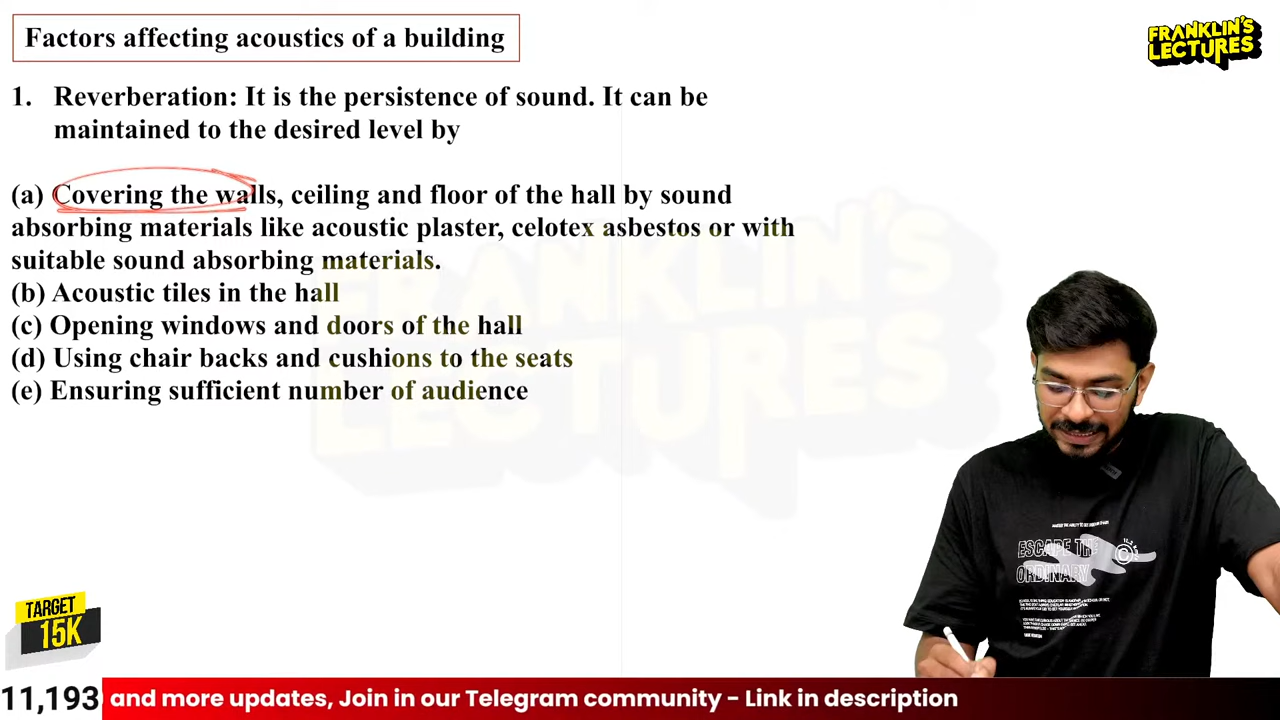 Factors affecting acoustics of a building
FRANKLIN'S
LECTURES
1. Reverberation: It is the persistence of sound. It can be
maintained to the desired level by
(a) Covering the walls, ceiling and floor of the hall by sound
absorbing materials like acoustic plaster, celotex asbestos or with
suitable sound absorbing materials.
(b) Acoustic tiles in the hall
(c) Opening windows and doors of the hall
(d) Using chair backs and cushions to the seats
(e) Ensuring sufficient number of audience
FRANKLIN'S
LECTURES
ESCAPE THE
ORDINARY
TARGET
15K
11,193 and more updates, Join in our Telegram community - Link in description